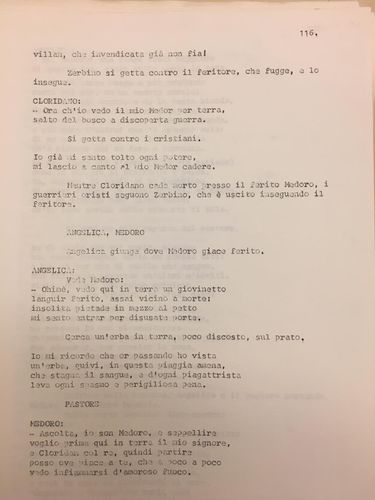 116.
villan, che invendicata già non fia!
Zerbino si getta contro il feritore, che fugge, e lo
insegue.
CLORIDANO:
- Ora ch'io vedo il mio Medor per terra,
salto del bosco a discoperta guerra.
Si getta contro i cristiani.
Io già mi sento tolto ogni potere,
mi lascio a canto al mio Medor cadere.
Mentre Cloridano cade morto presso il ferito Medoro, i
guerrieri cristi seguono Zerbino, che è uscito inseguendo il
feritore.
ANGELICA, MEDORO
Angelica giunge dove Medoro giace ferito.
ANGELICA:
Vede Medoro:
- Ohimè, vedo qui in terra un giovinetto
languir ferito, assai vicino a morte:
insolita pietade in mezzo al petto
mi sento entrar per disusate porte.
Cerca un'erba in terra, poco discosto, sul prato,
Io mi ricordo che or passando ho vista
un'erba, quivi, in questa piaggia amena,
che stagna il sangue, e d'ogni piagattrista
leva ogni spasmo e perigliosa pena.
PASTORE
MEDORO:
- Ascolta, io son Medoro, e seppellire
voglio prima qui in terra il mio signore,
e Cloridan col re, quindi partire
posso ove piace a te, che a poco a poco
vedo infiammarsi d'amoroso fuoco.